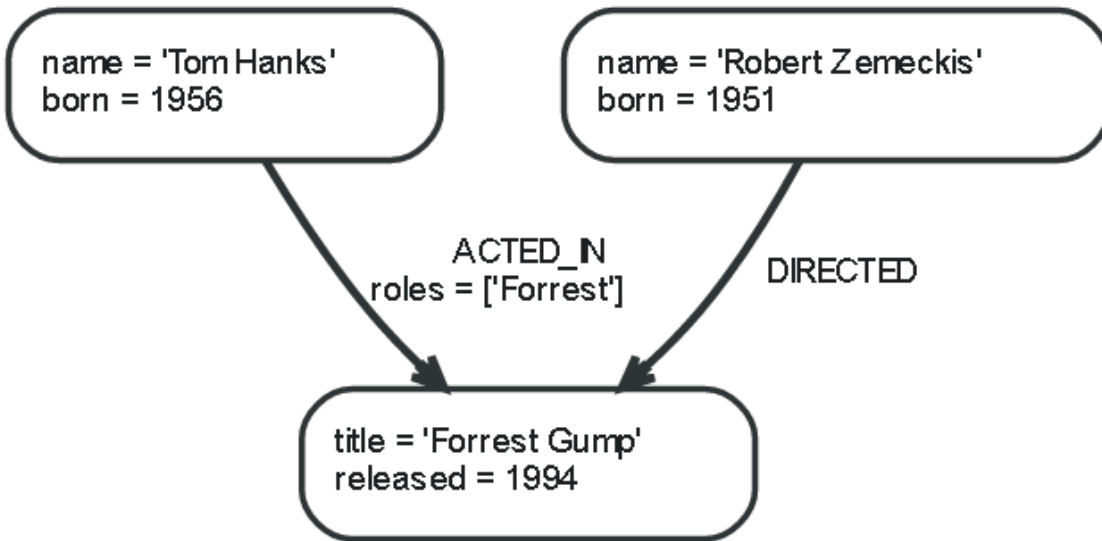 name = 'Tom Hanks'
born = 1956
name = 'Robert Zemeckis'
born = 1951
ACTED_IN
roles = ['Forrest']
DIRECTED
title = 'Forrest Gump'
released = 1994